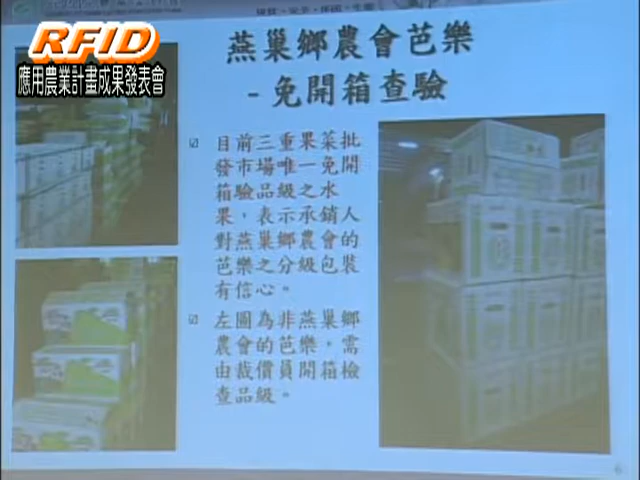 RFID
應用農業計畫成果發表會
燕巢鄉農會芭樂
-免開箱查驗
☑ 目前三重果菜批
發市場唯一免開
箱驗品級之水
果，表示承銷人
對燕巢鄉農會的
芭樂之分級包裝
有信心。
☑ 左圖為非燕巢鄉
農會的芭樂，需
由裁價員開箱檢
查品級。